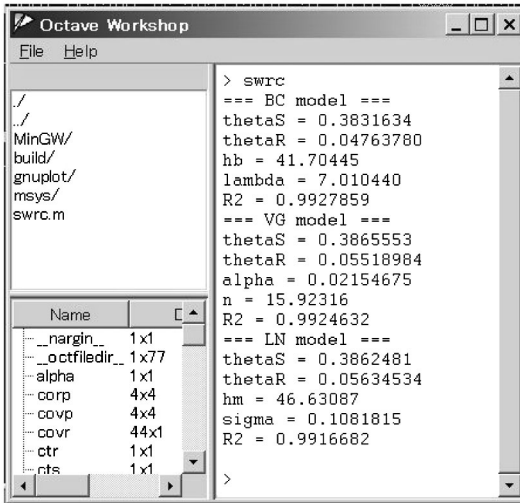 Octave Workshop
File Help
./
../
MinGW/
build/
gnuplot/
msys/
swrc.m
Name
__nargin__ 1x1
__octfiledir__ 1x77
alpha 1x1
corp 4x4
covp 4x4
covr 44x1
ctr 1x1
cts 1x1
> swrc
=== BC model ===
thetaS = 0.3831634
thetaR = 0.04763780
hb = 41.70445
lambda = 7.010440
R2 = 0.9927859
=== VG model ===
thetaS = 0.3865553
thetaR = 0.05518984
alpha = 0.02154675
n = 15.92316
R2 = 0.9924632
=== LN model ===
thetaS = 0.3862481
thetaR = 0.05634534
hm = 46.63087
sigma = 0.1081815
R2 = 0.9916682
>